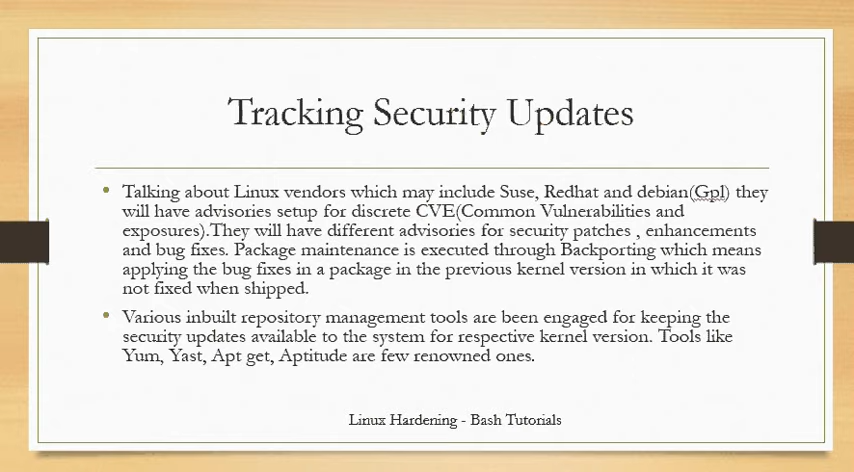 Tracking Security Updates
Talking about Linux vendors which may include Suse, Redhat and debian(Gpl) they
will have advisories setup for discrete CVE(Common Vulnerabilities and
exposures).They will have different advisories for security patches , enhancements
and bug fixes. Package maintenance is executed through Backporting which means
applying the bug fixes in a package in the previous kernel version in which it was
not fixed when shipped.
Various inbuilt repository management tools are been engaged for keeping the
security updates available to the system for respective kernel version. Tools like
Yum, Yast, Apt get, Aptitude are few renowned ones.
Linux Hardening - Bash Tutorials